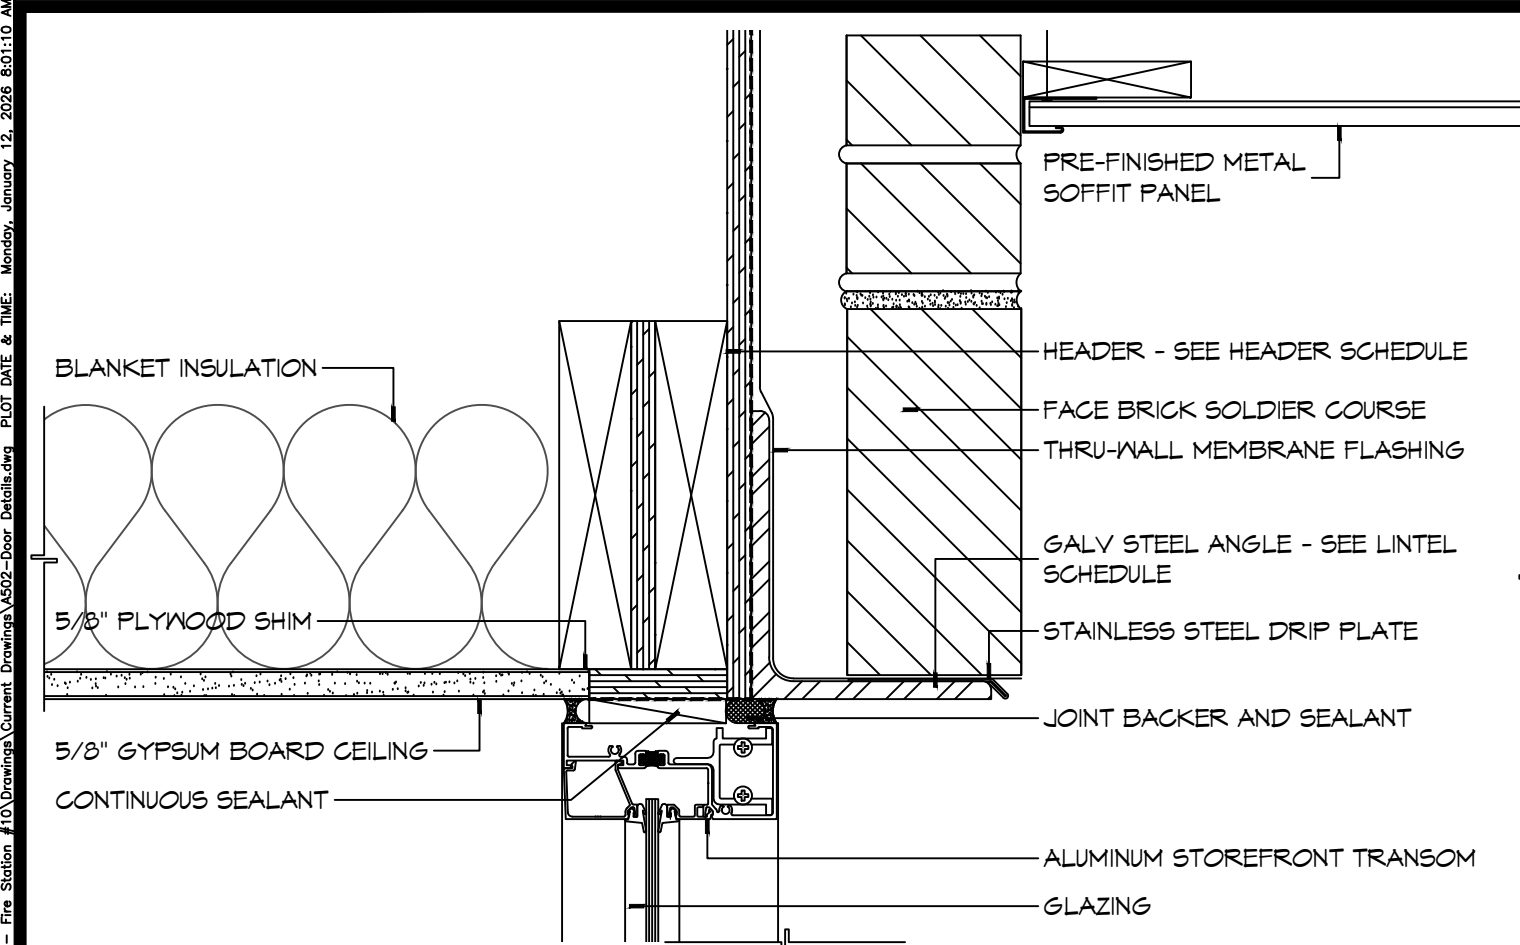 - Fire Station #10\Drawings\Current Drawings\A502-Door Details.dwg PLOT DATE & TIME: Monday, January 12, 2026 8:01:10 AM
PRE-FINISHED METAL
SOFFIT PANEL
BLANKET INSULATION
HEADER - SEE HEADER SCHEDULE
FACE BRICK SOLDIER COURSE
THRU-WALL MEMBRANE FLASHING
GALV STEEL ANGLE - SEE LINTEL
SCHEDULE
5/8" PLYWOOD SHIM
STAINLESS STEEL DRIP PLATE
JOINT BACKER AND SEALANT
5/8" GYPSUM BOARD CEILING
CONTINUOUS SEALANT
ALUMINUM STOREFRONT TRANSOM
GLAZING